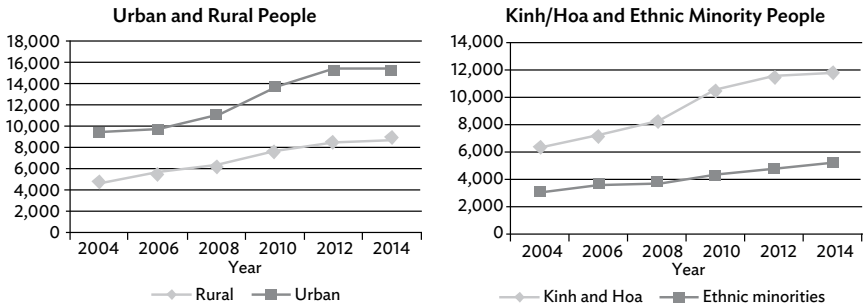 Urban and Rural People
18,000
16,000
14,000
12,000
10,000
8,000
6,000
4,000
2,000
0
2004 2006 2008 2010 2012 2014
Year
Rural Urban
Kinh/Hoa and Ethnic Minority People
14,000
12,000
10,000
8,000
6,000
4,000
2,000
0
2004 2006 2008 2010 2012 2014
Year
Kinh and Hoa Ethnic minorities